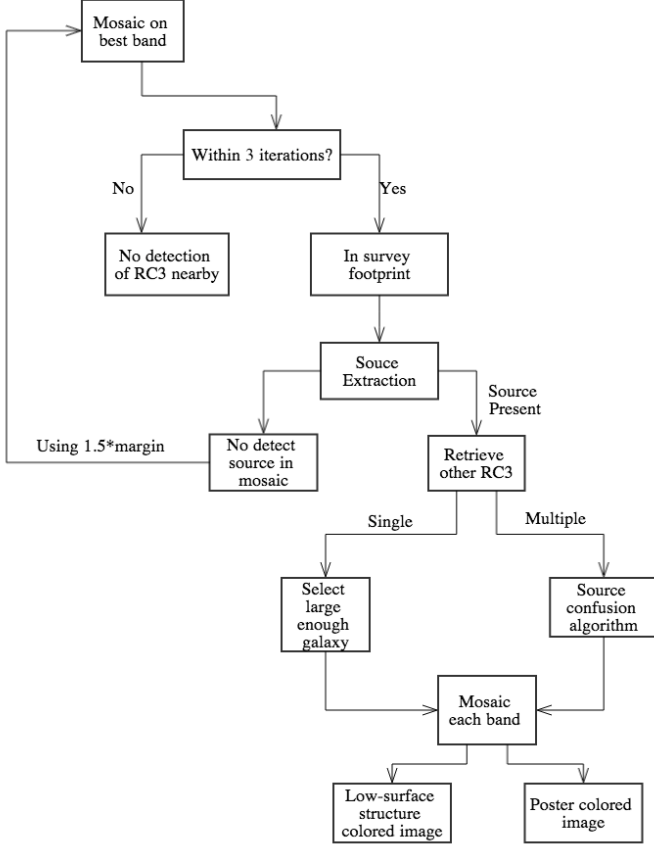 Mosaic on
best band
Within 3 iterations?
No
Yes
No detection
of RC3 nearby
In survey
footprint
Souce
Extraction
Source
Present
Using 1.5*margin
No detect
source in
mosaic
Retrieve
other RC3
Single
Multiple
Select
large
enough
galaxy
Source
confusion
algorithm
Mosaic
each band
Low-surface
structure
colored image
Poster colored
image